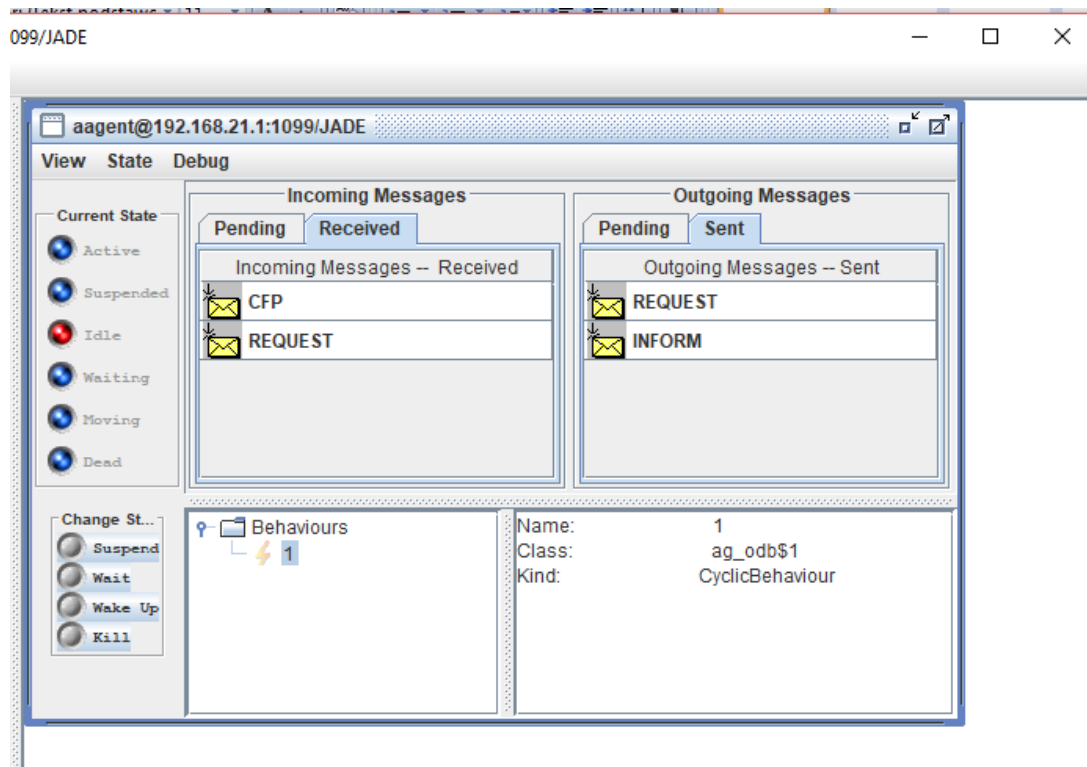 099/JADE
aagent@192.168.21.1:1099/JADE
View State Debug
Current State
Active
Suspended
Idle
Waiting
Moving
Dead
Incoming Messages
Pending Received
Incoming Messages -- Received
CFP
REQUEST
Outgoing Messages
Pending Sent
Outgoing Messages -- Sent
REQUEST
INFORM
Change St...
Suspend
Wait
Wake Up
Kill
Behaviours
1
Name: 1
Class: ag_odb$1
Kind: CyclicBehaviour